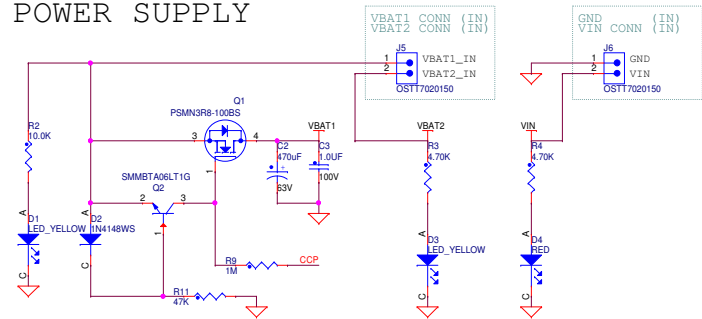 POWER SUPPLY
VBAT1 CONN (IN)
VBAT2 CONN (IN)
GND (IN)
VIN CONN (IN)
J5
1 VBAT1_IN
2 VBAT2_IN
OSTT7020150
J6
1 GND
2 VIN
OSTT7020150
Q1
PSMN3R8-100BS
R2
10.0K
3
4
1
VBAT1
C2
470uF
+
63V
C3
1.0UF
100V
VBAT2
R3
4.70K
VIN
R4
4.70K
SMMBTA06LT1G
Q2
2
3
1
A
D1
LED_YELLOW
C
A
D2
1N4148WS
C
R9
1M
CCP
R11
47K
A
D3
LED_YELLOW
C
A
D4
RED
C